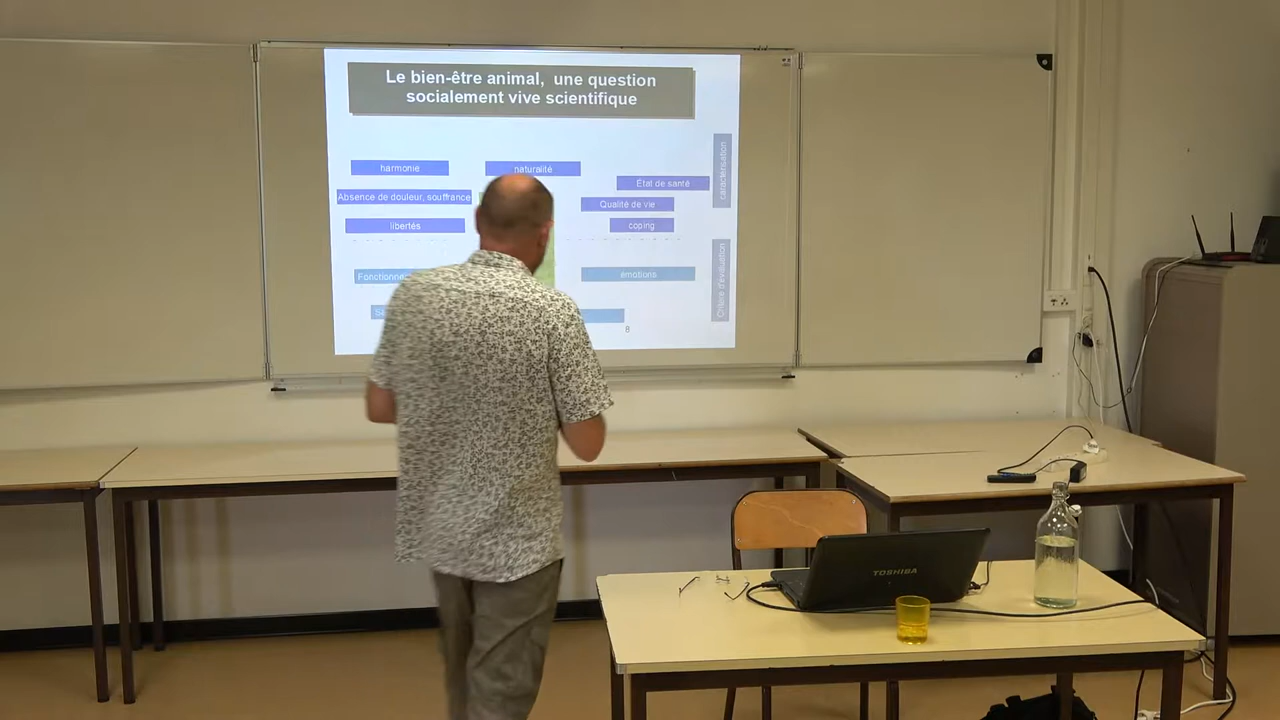 Le bien-être animal, une question
socialement vive scientifique
harmonie
naturalité
État de santé
Absence de douleur, souffrance
Qualité de vie
libertés
coping
caractérisation
émotions
Critère d'évaluation
8
TOSHIBA